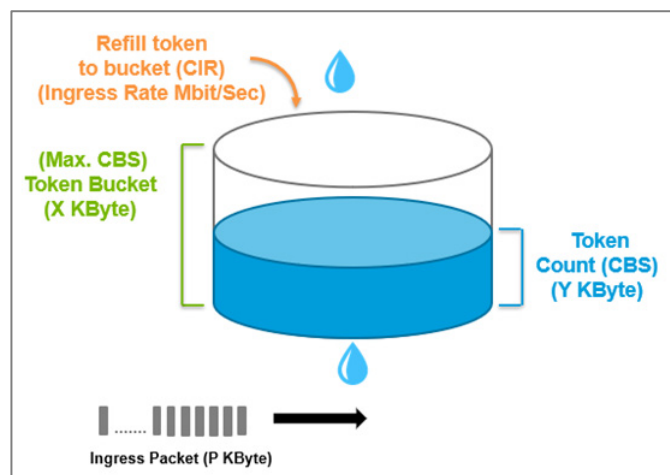 Refill token
to bucket (CIR)
(Ingress Rate Mbit/Sec)
(Max. CBS)
Token Bucket
(X KByte)
Token
Count (CBS)
(Y KByte)
Ingress Packet (P KByte)